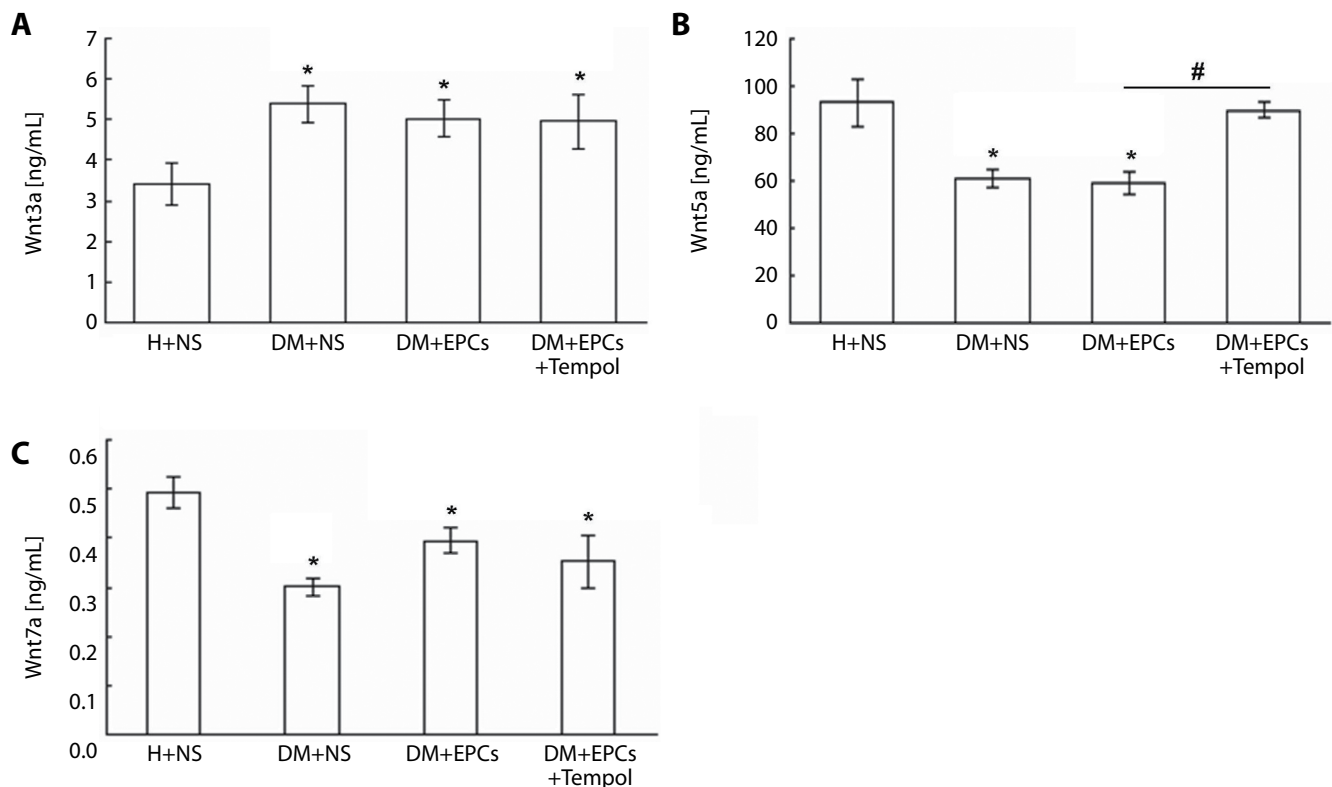 A
Wnt3a [ng/mL]
7
6
5
4
3
2
1
0
*
*
*
H+NS
DM+NS
DM+EPCs
DM+EPCs
+Tempol
B
Wnt5a [ng/mL]
120
100
80
60
40
20
0
*
*
#
H+NS
DM+NS
DM+EPCs
DM+EPCs
+Tempol
C
Wnt7a [ng/mL]
0.6
0.5
0.4
0.3
0.2
0.1
0.0
*
*
*
H+NS
DM+NS
DM+EPCs
DM+EPCs
+Tempol